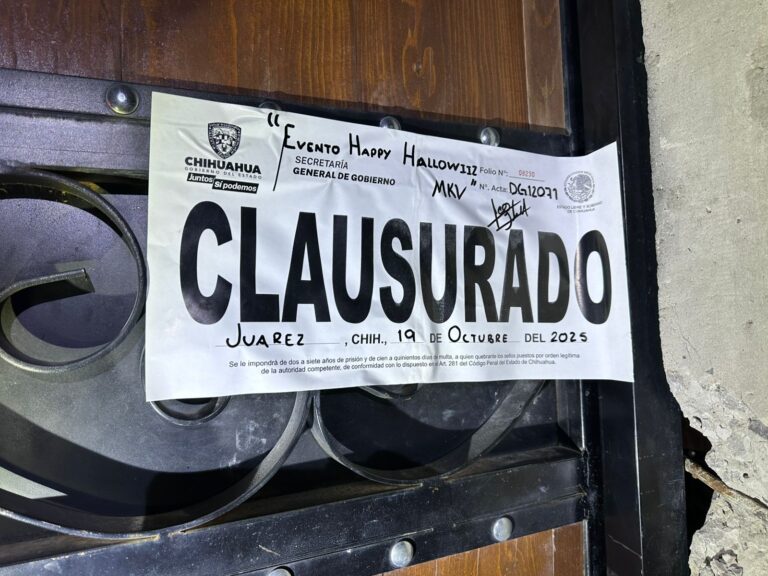 "EVENTO HAPPY HALLOWIIZ
MKV"
CHIHUAHUA
GOBIERNO DEL ESTADO
Juntos Sí podemos
SECRETARÍA
GENERAL DE GOBIERNO
Folio N°: 08230
N°. Acta: DG12071
CLAUSURADO
JUAREZ, CHIH., 19 DE OCTUBRE DEL 2025
Se le impondrá de dos a siete años de prisión y de cien a quinientos días de multa, a quien quebrante los sellos puestos por orden legítima
de la autoridad competente, de conformidad con lo dispuesto en el Art. 281 del Código Penal del Estado de Chihuahua.